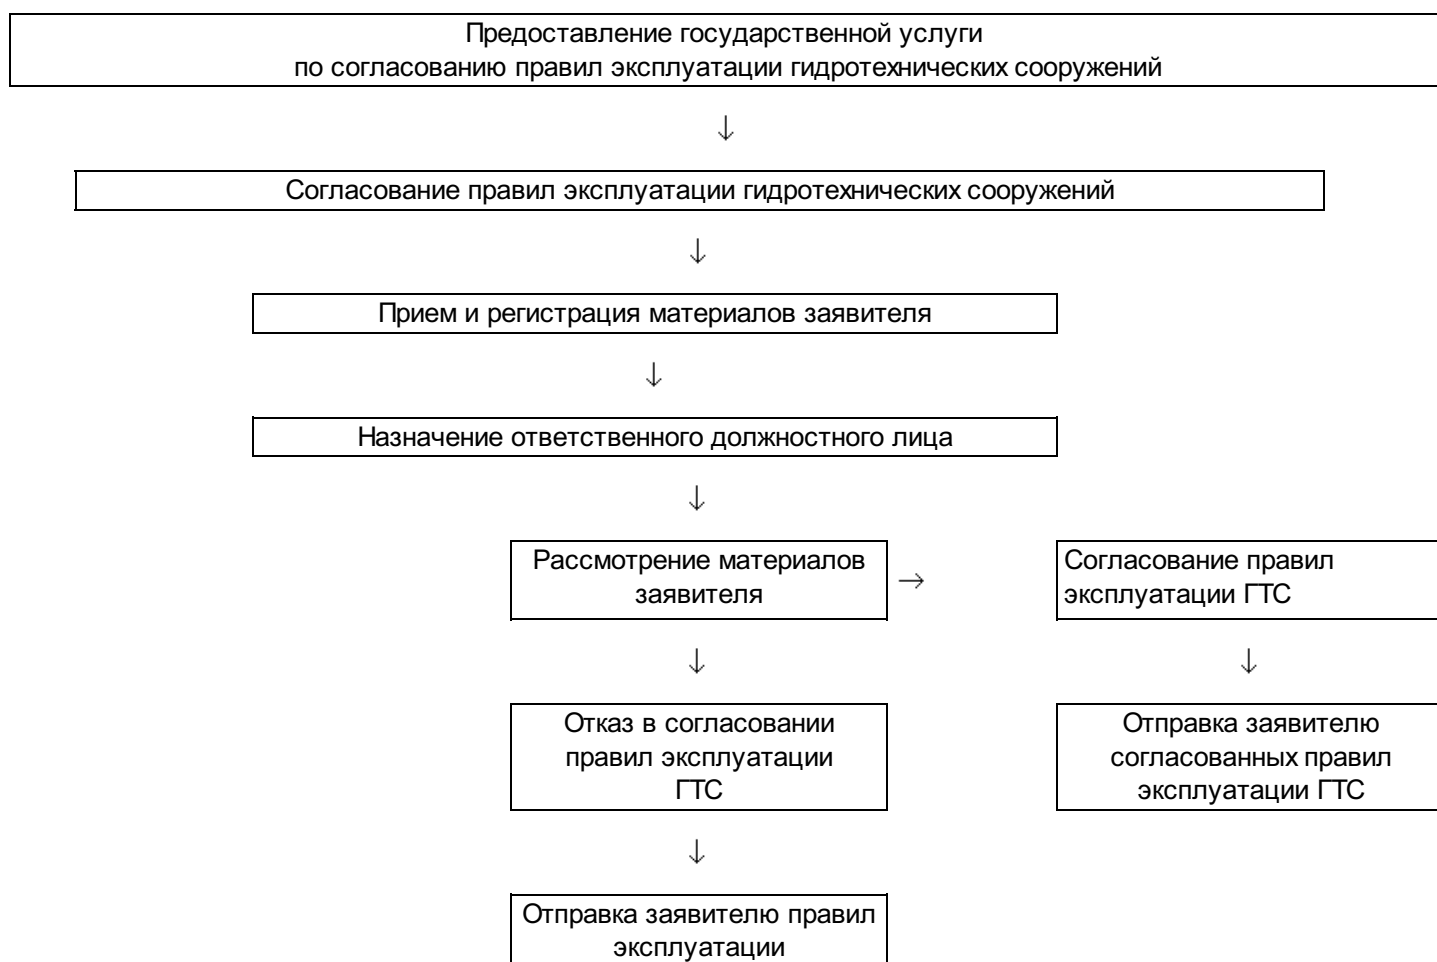 Предоставление государственной услуги
по согласованию правил эксплуатации гидротехнических сооружений
↓
Согласование правил эксплуатации гидротехнических сооружений
↓
Прием и регистрация материалов заявителя
↓
Назначение ответственного должностного лица
↓
Рассмотрение материалов
заявителя
→
Согласование правил
эксплуатации ГТС
↓
↓
Отказ в согласовании
правил эксплуатации
ГТС
Отправка заявителю
согласованных правил
эксплуатации ГТС
↓
Отправка заявителю правил
эксплуатации